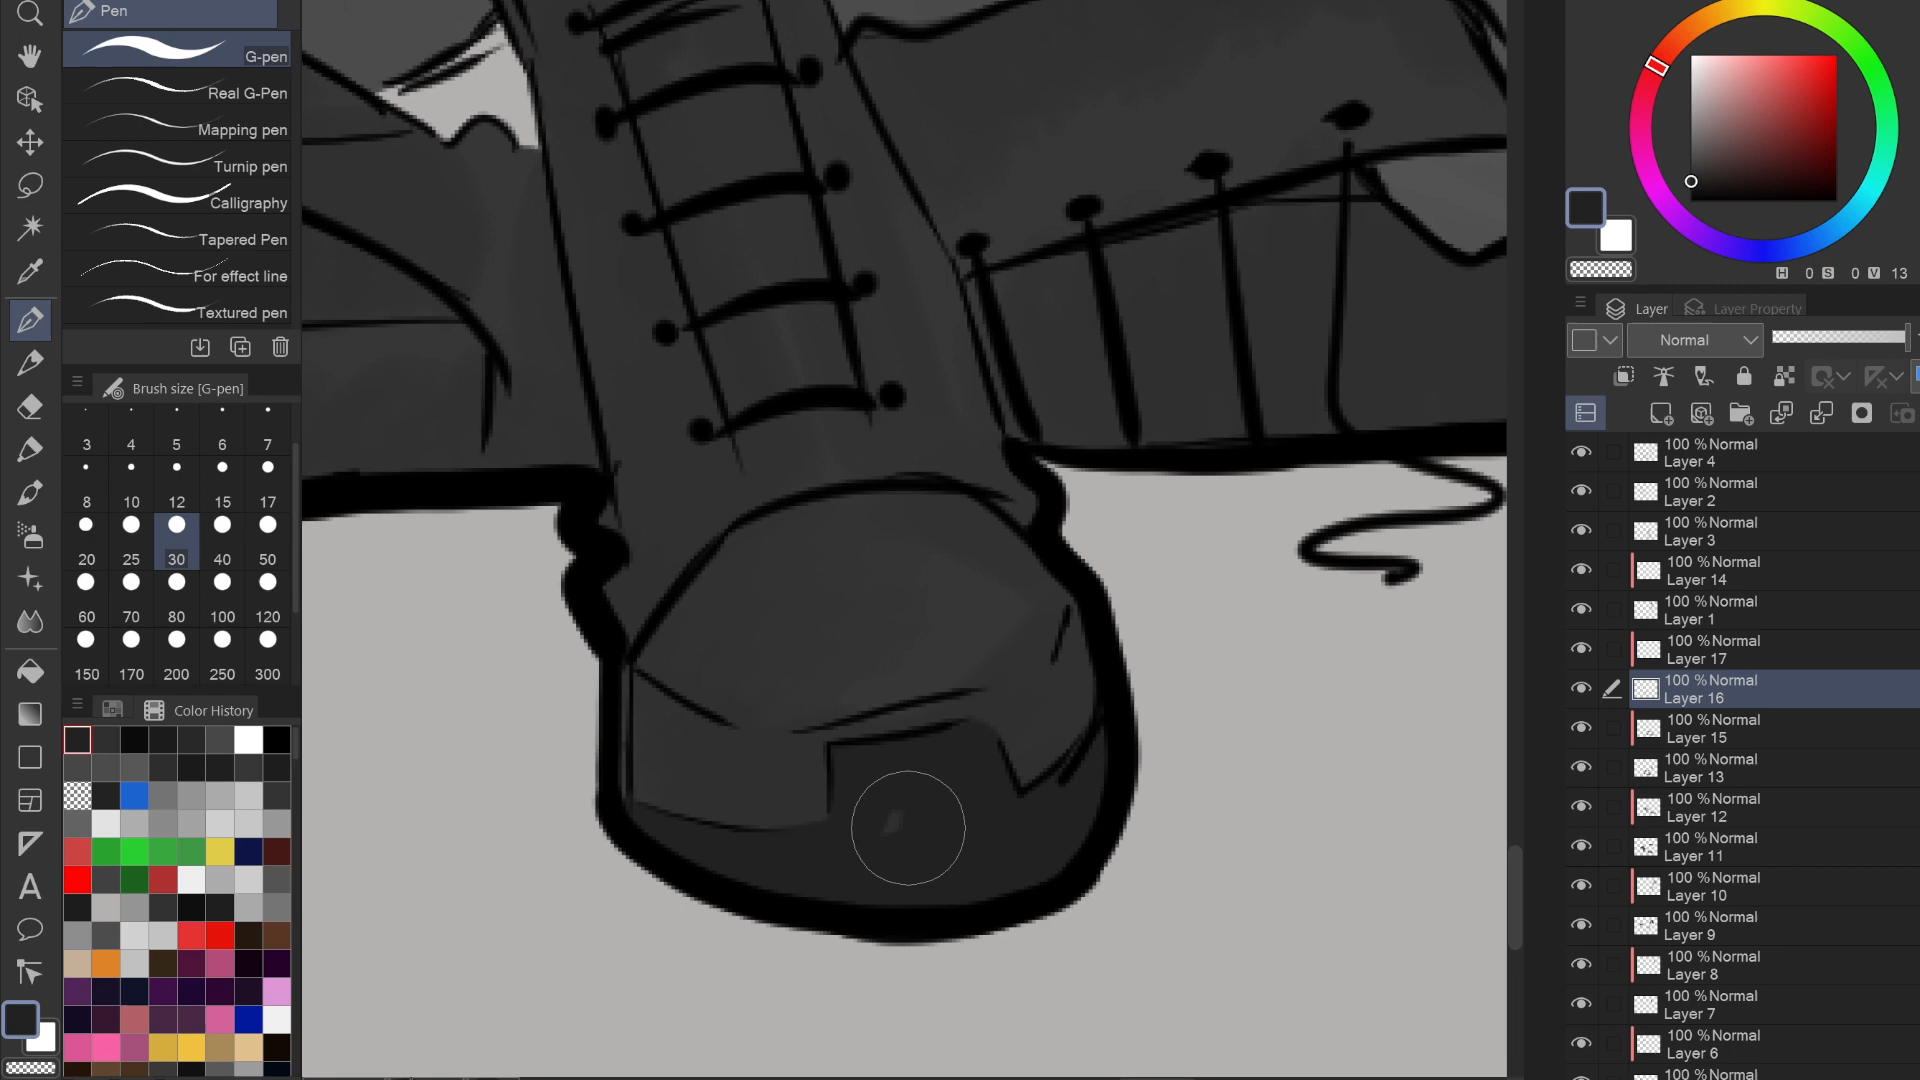 Pen
G-pen
Real G-Pen
Mapping pen
Turnip pen
Calligraphy
Tapered Pen
For effect line
Textured pen
Brush size [G-pen]
3 4 5 6 7
8 10 12 15 17
20 25 30 40 50
60 70 80 100 120
150 170 200 250 300
Color History
H 0 S 0 V 13
Layer Layer Property
Normal
100 %Normal
Layer 4
100 %Normal
Layer 2
100 %Normal
Layer 3
100 %Normal
Layer 14
100 %Normal
Layer 1
100 %Normal
Layer 17
100 %Normal
Layer 16
100 %Normal
Layer 15
100 %Normal
Layer 13
100 %Normal
Layer 12
100 %Normal
Layer 11
100 %Normal
Layer 10
100 %Normal
Layer 9
100 %Normal
Layer 8
100 %Normal
Layer 7
100 %Normal
Layer 6
100 %Normal